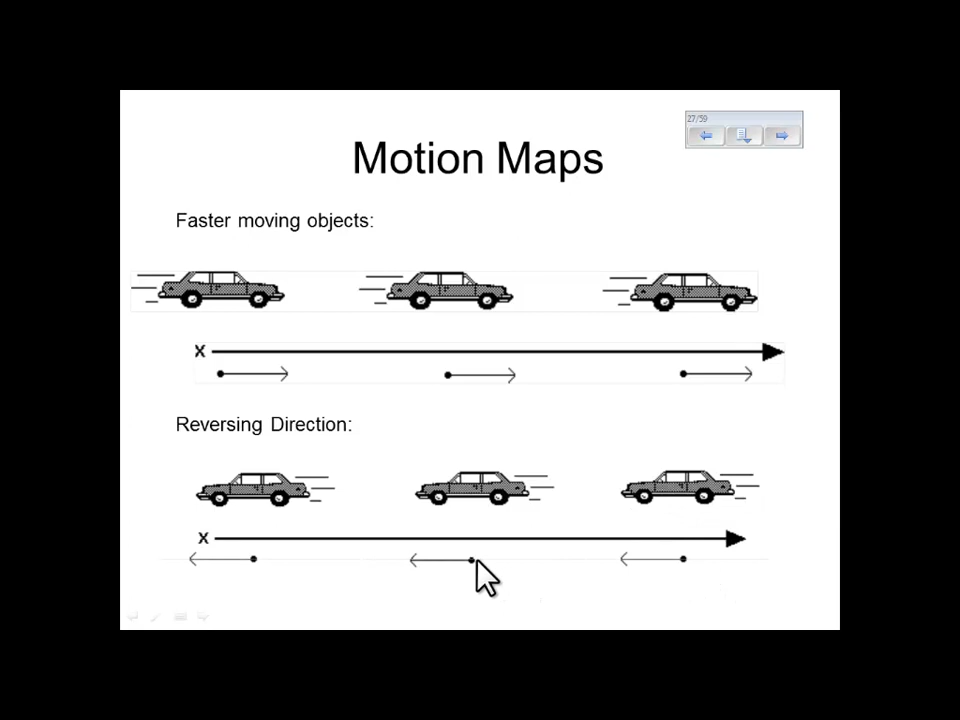 27/59
Motion Maps
Faster moving objects:
x
Reversing Direction:
x